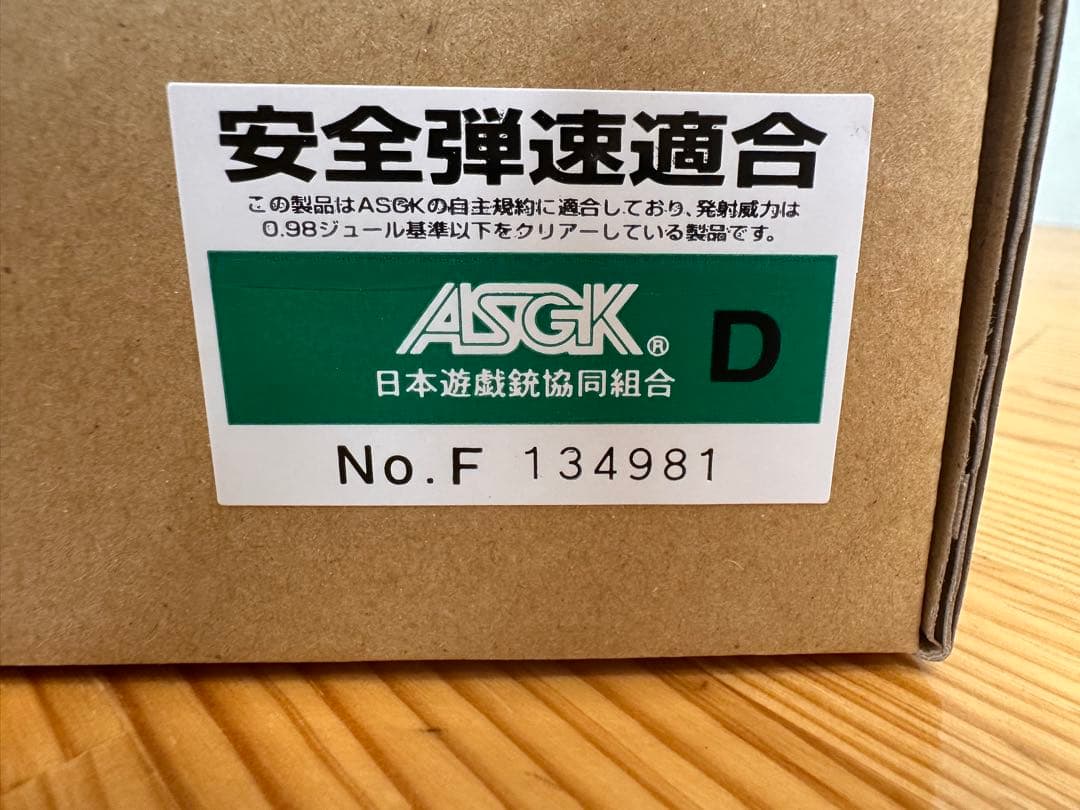 安全弾速適合
この製品はASGKの自主規約に適合しており、発射威力は
0.98ジュール基準以下をクリアーしている製品です。
ASGK® D
日本遊戯銃協同組合
No.F 134981